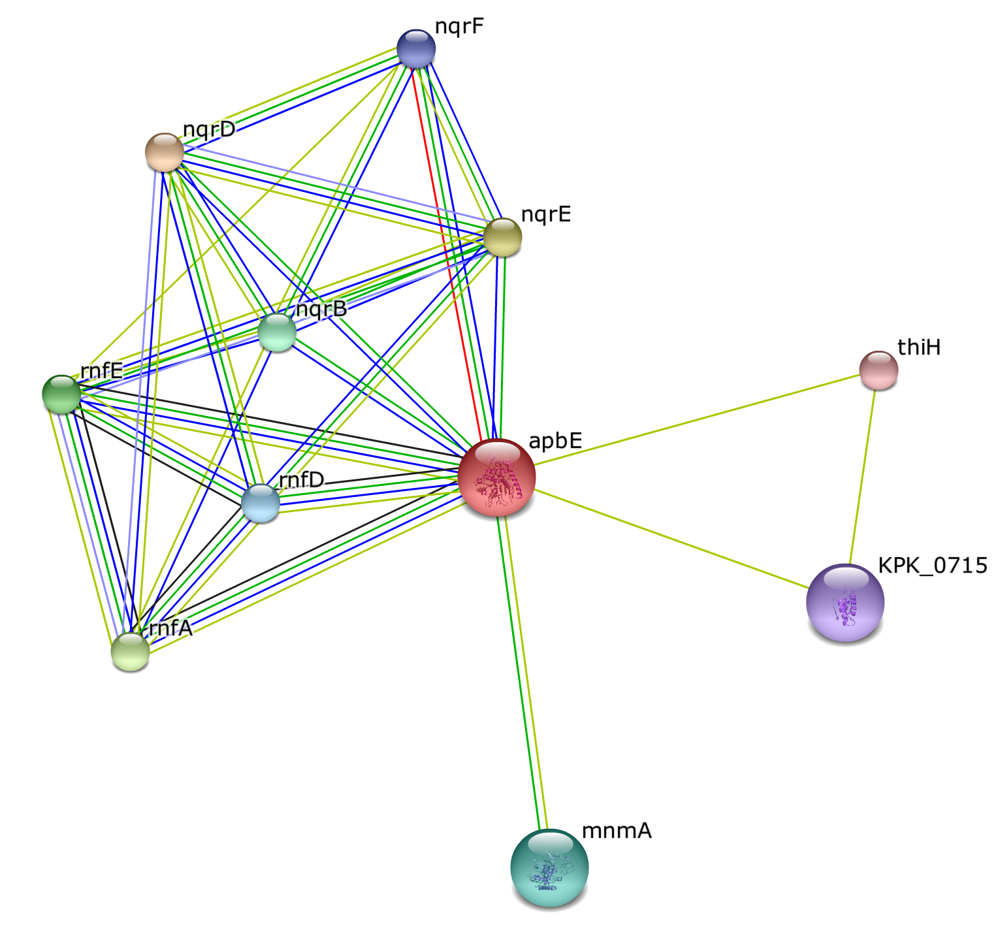 nqrF
nqrD
nqrE
nqrB
thiH
rnfE
apbE
rnfD
KPK_0715
rnfA
mnmA